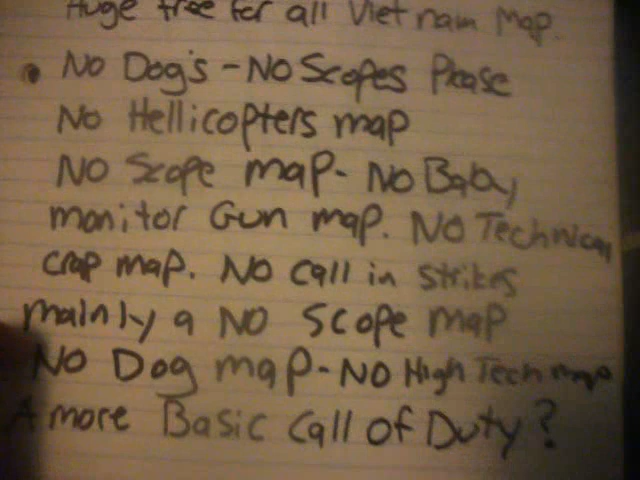 Huge free for all Vietnam Map.
• No Dog's - No Scopes Please
No Hellicopters map
No Scope map - No Baby
monitor Gun map. No Technical
crap map. No call in strikes
mainly a No Scope map
No Dog map - No High Tech map
A more Basic Call of Duty?